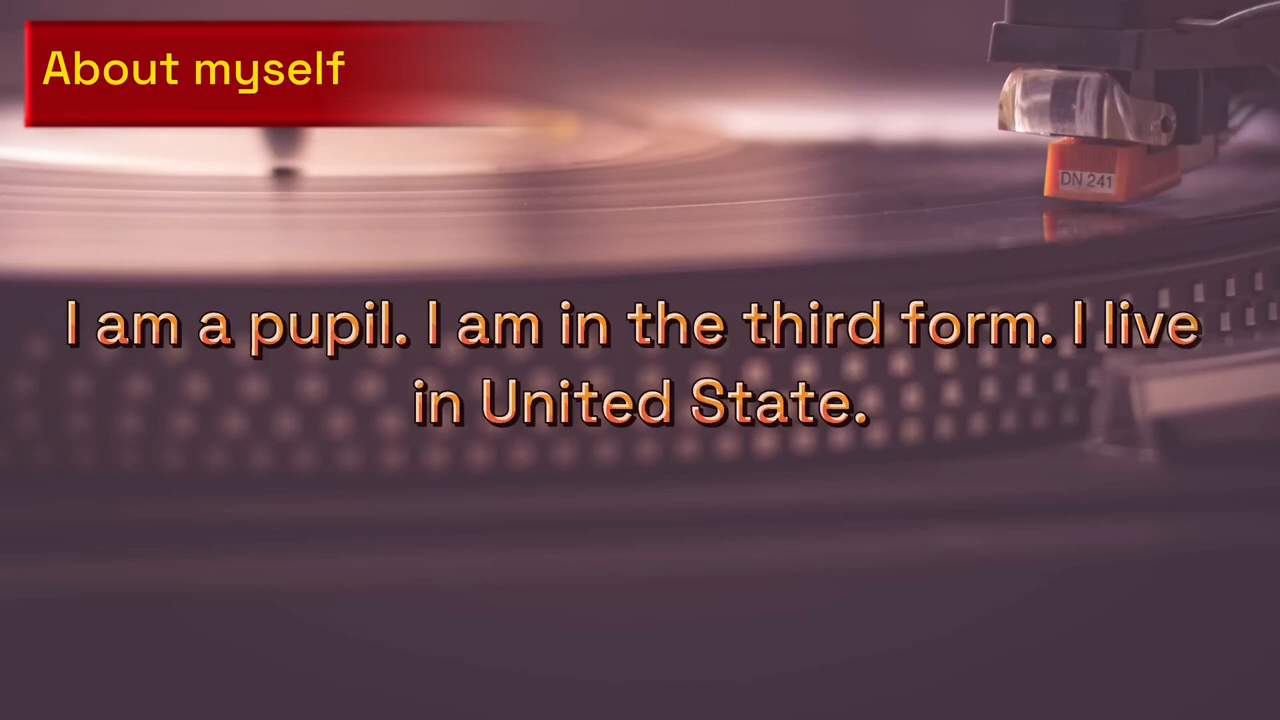 About myself
DN 241
I am a pupil. I am in the third form. I live
in United State.